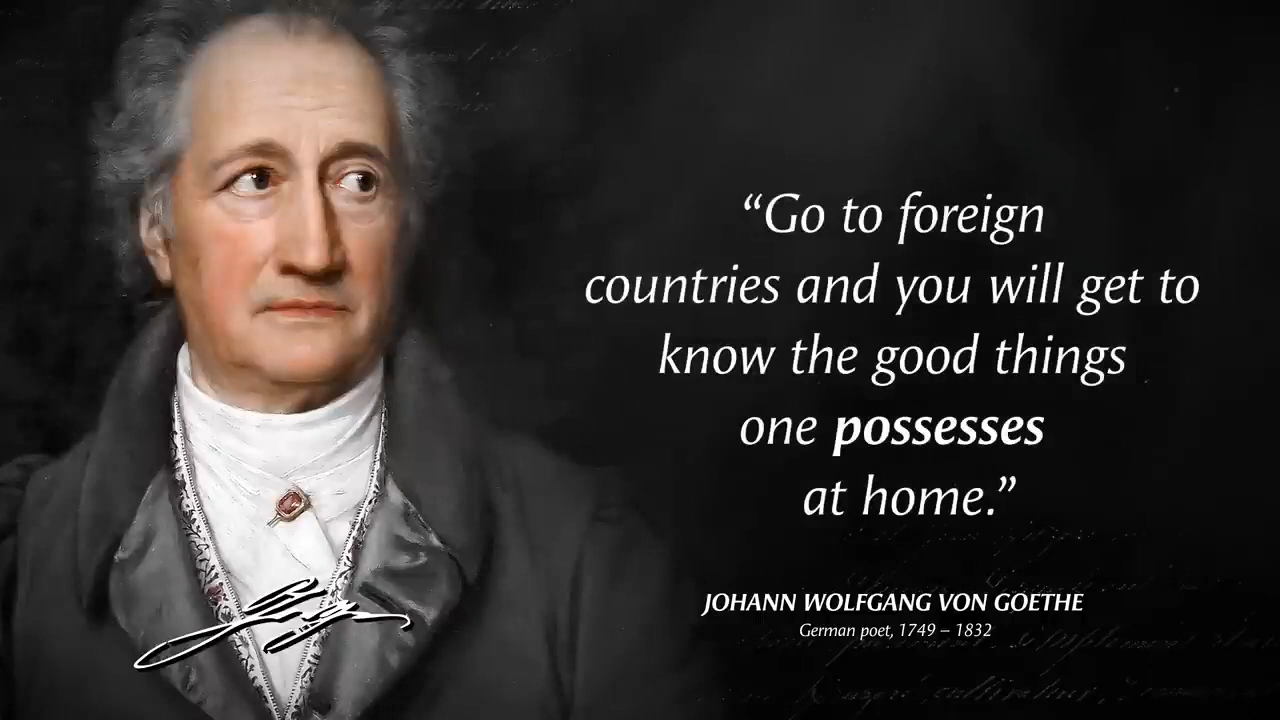 “Go to foreign
countries and you will get to
know the good things
one possesses
at home.”
JOHANN WOLFGANG VON GOETHE
German poet, 1749 – 1832